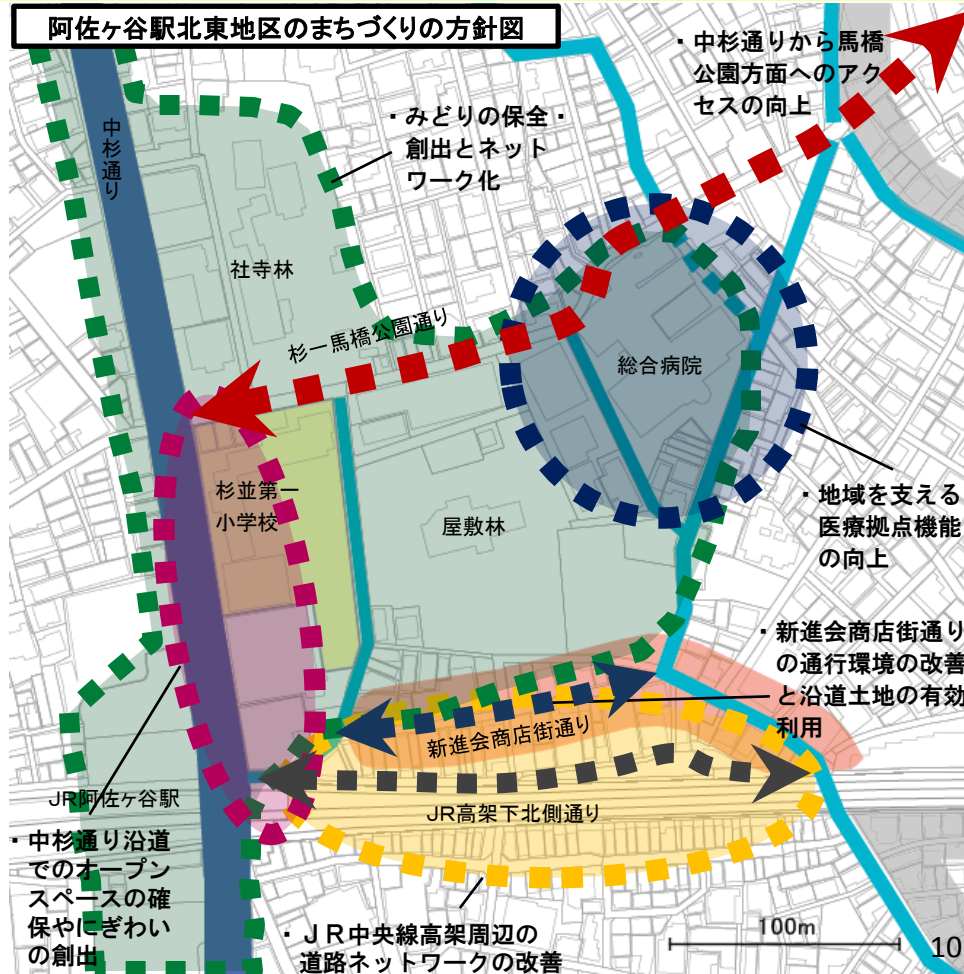 阿佐ヶ谷駅北東地区のまちづくりの方針図
・中杉通りから馬橋
公園方面へのアク
セスの向上
・みどりの保全・
創出とネット
ワーク化
中杉通り
社寺林
杉一馬橋公園通り
総合病院
杉並第一
小学校
屋敷林
・地域を支える
医療拠点機能
の向上
・新進会商店街通り
の通行環境の改善
と沿道土地の有効
利用
新進会商店街通り
JR阿佐ヶ谷駅
JR高架下北側通り
・中杉通り沿道
でのオープン
スペースの確
保やにぎわい
の創出
・ＪＲ中央線高架周辺の
道路ネットワークの改善
100m
10